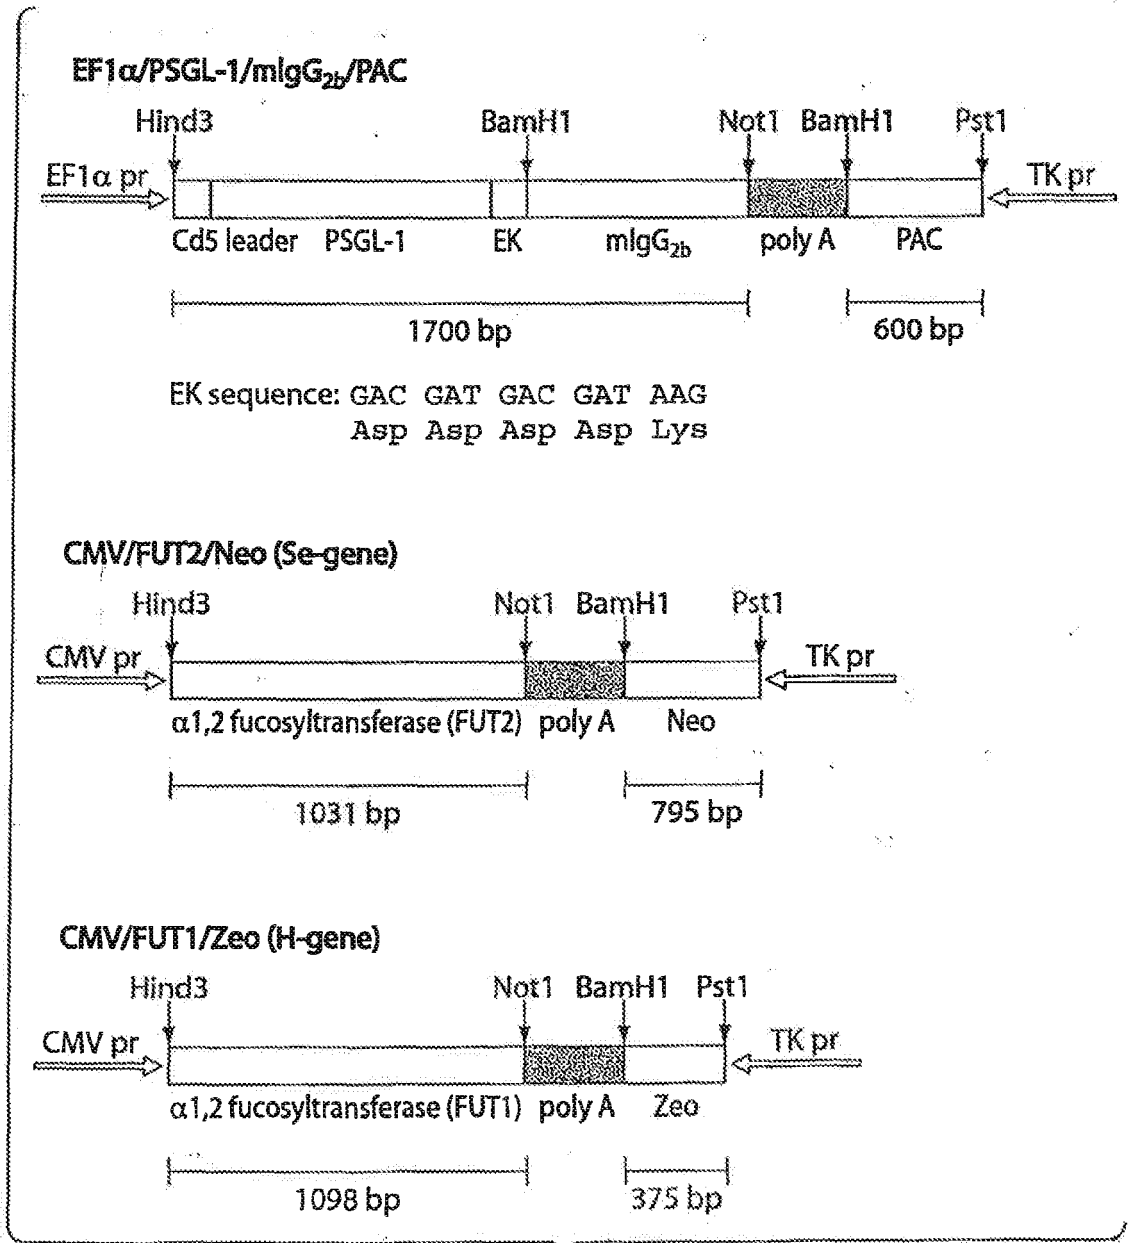 EF1α/PSGL-1/mIgG2b/PAC
Hind3 BamH1 Not1 BamH1 Pst1
EF1α pr TK pr
Cd5 leader PSGL-1 EK mIgG2b poly A PAC
1700 bp 600 bp
EK sequence: GAC GAT GAC GAT AAG
Asp Asp Asp Asp Lys
CMV/FUT2/Neo (Se-gene)
Hind3 Not1 BamH1 Pst1
CMV pr TK pr
α1,2 fucosyltransferase (FUT2) poly A Neo
1031 bp 795 bp
CMV/FUT1/Zeo (H-gene)
Hind3 Not1 BamH1 Pst1
CMV pr TK pr
α1,2 fucosyltransferase (FUT1) poly A Zeo
1098 bp 375 bp